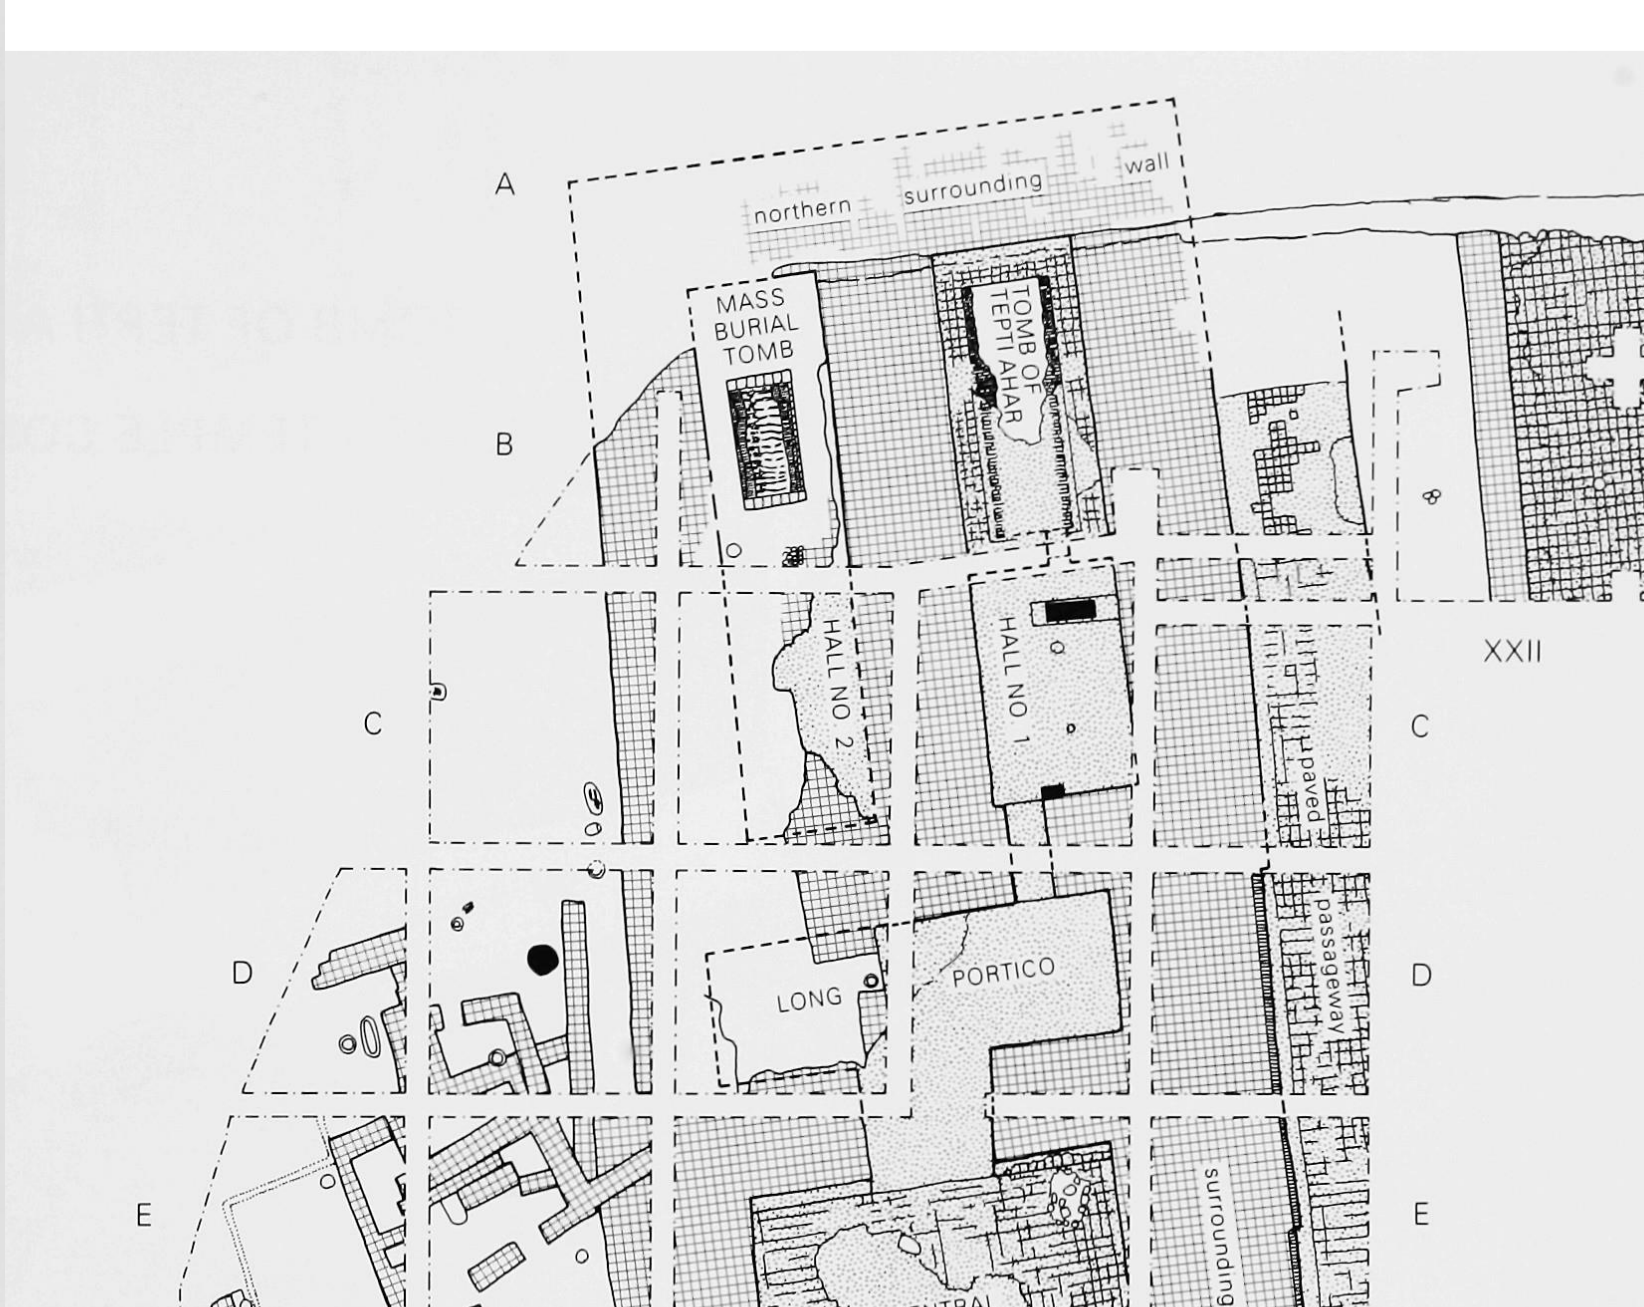 A
northern surrounding wall
MASS
BURIAL
TOMB
TOMB OF
TEPTI AHAR
B
HALL NO 2.
HALL NO 1.
XXII
C
C
paved
passageway
D
LONG
PORTICO
D
E
surrounding
E